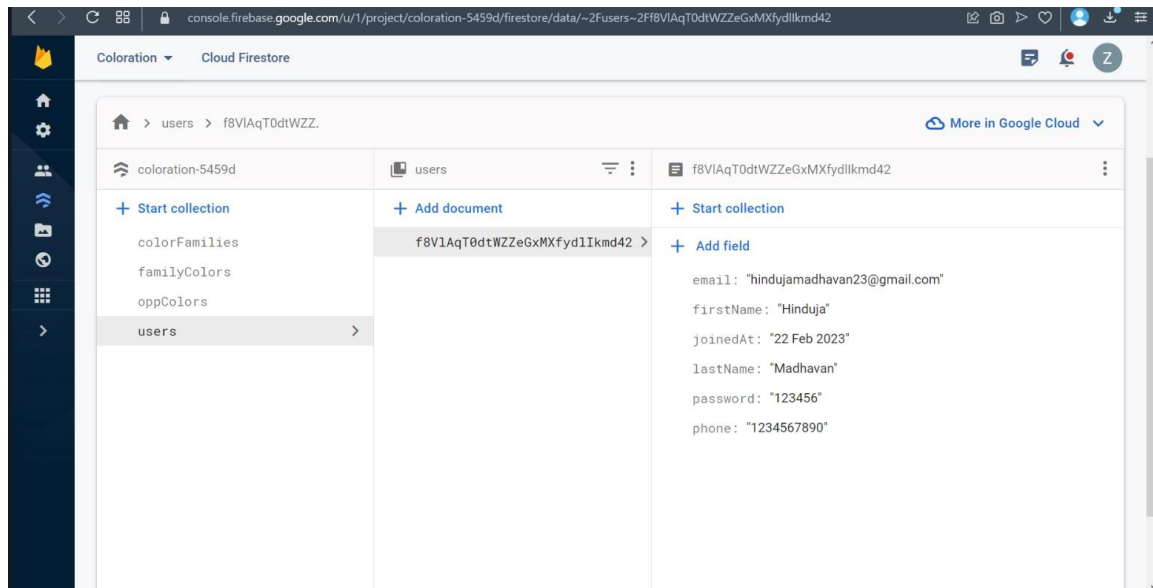 console.firebase.google.com/u/1/project/coloration-5459d/firestore/data/~2Fusers~2Ff8VlAqT0dtWZZeGxMXfydlIkmd42
Coloration Cloud Firestore
Z
> users > f8VlAqT0dtWZZ.
More in Google Cloud
coloration-5459d
users
f8VlAqT0dtWZZeGxMXfydlIkmd42
+ Start collection
+ Add document
+ Start collection
colorFamilies
familyColors
oppColors
users >
f8VlAqT0dtWZZeGxMXfydlIkmd42 >
+ Add field
email: "hindujamadhavan23@gmail.com"
firstName: "Hinduja"
joinedAt: "22 Feb 2023"
lastName: "Madhavan"
password: "123456"
phone: "1234567890"